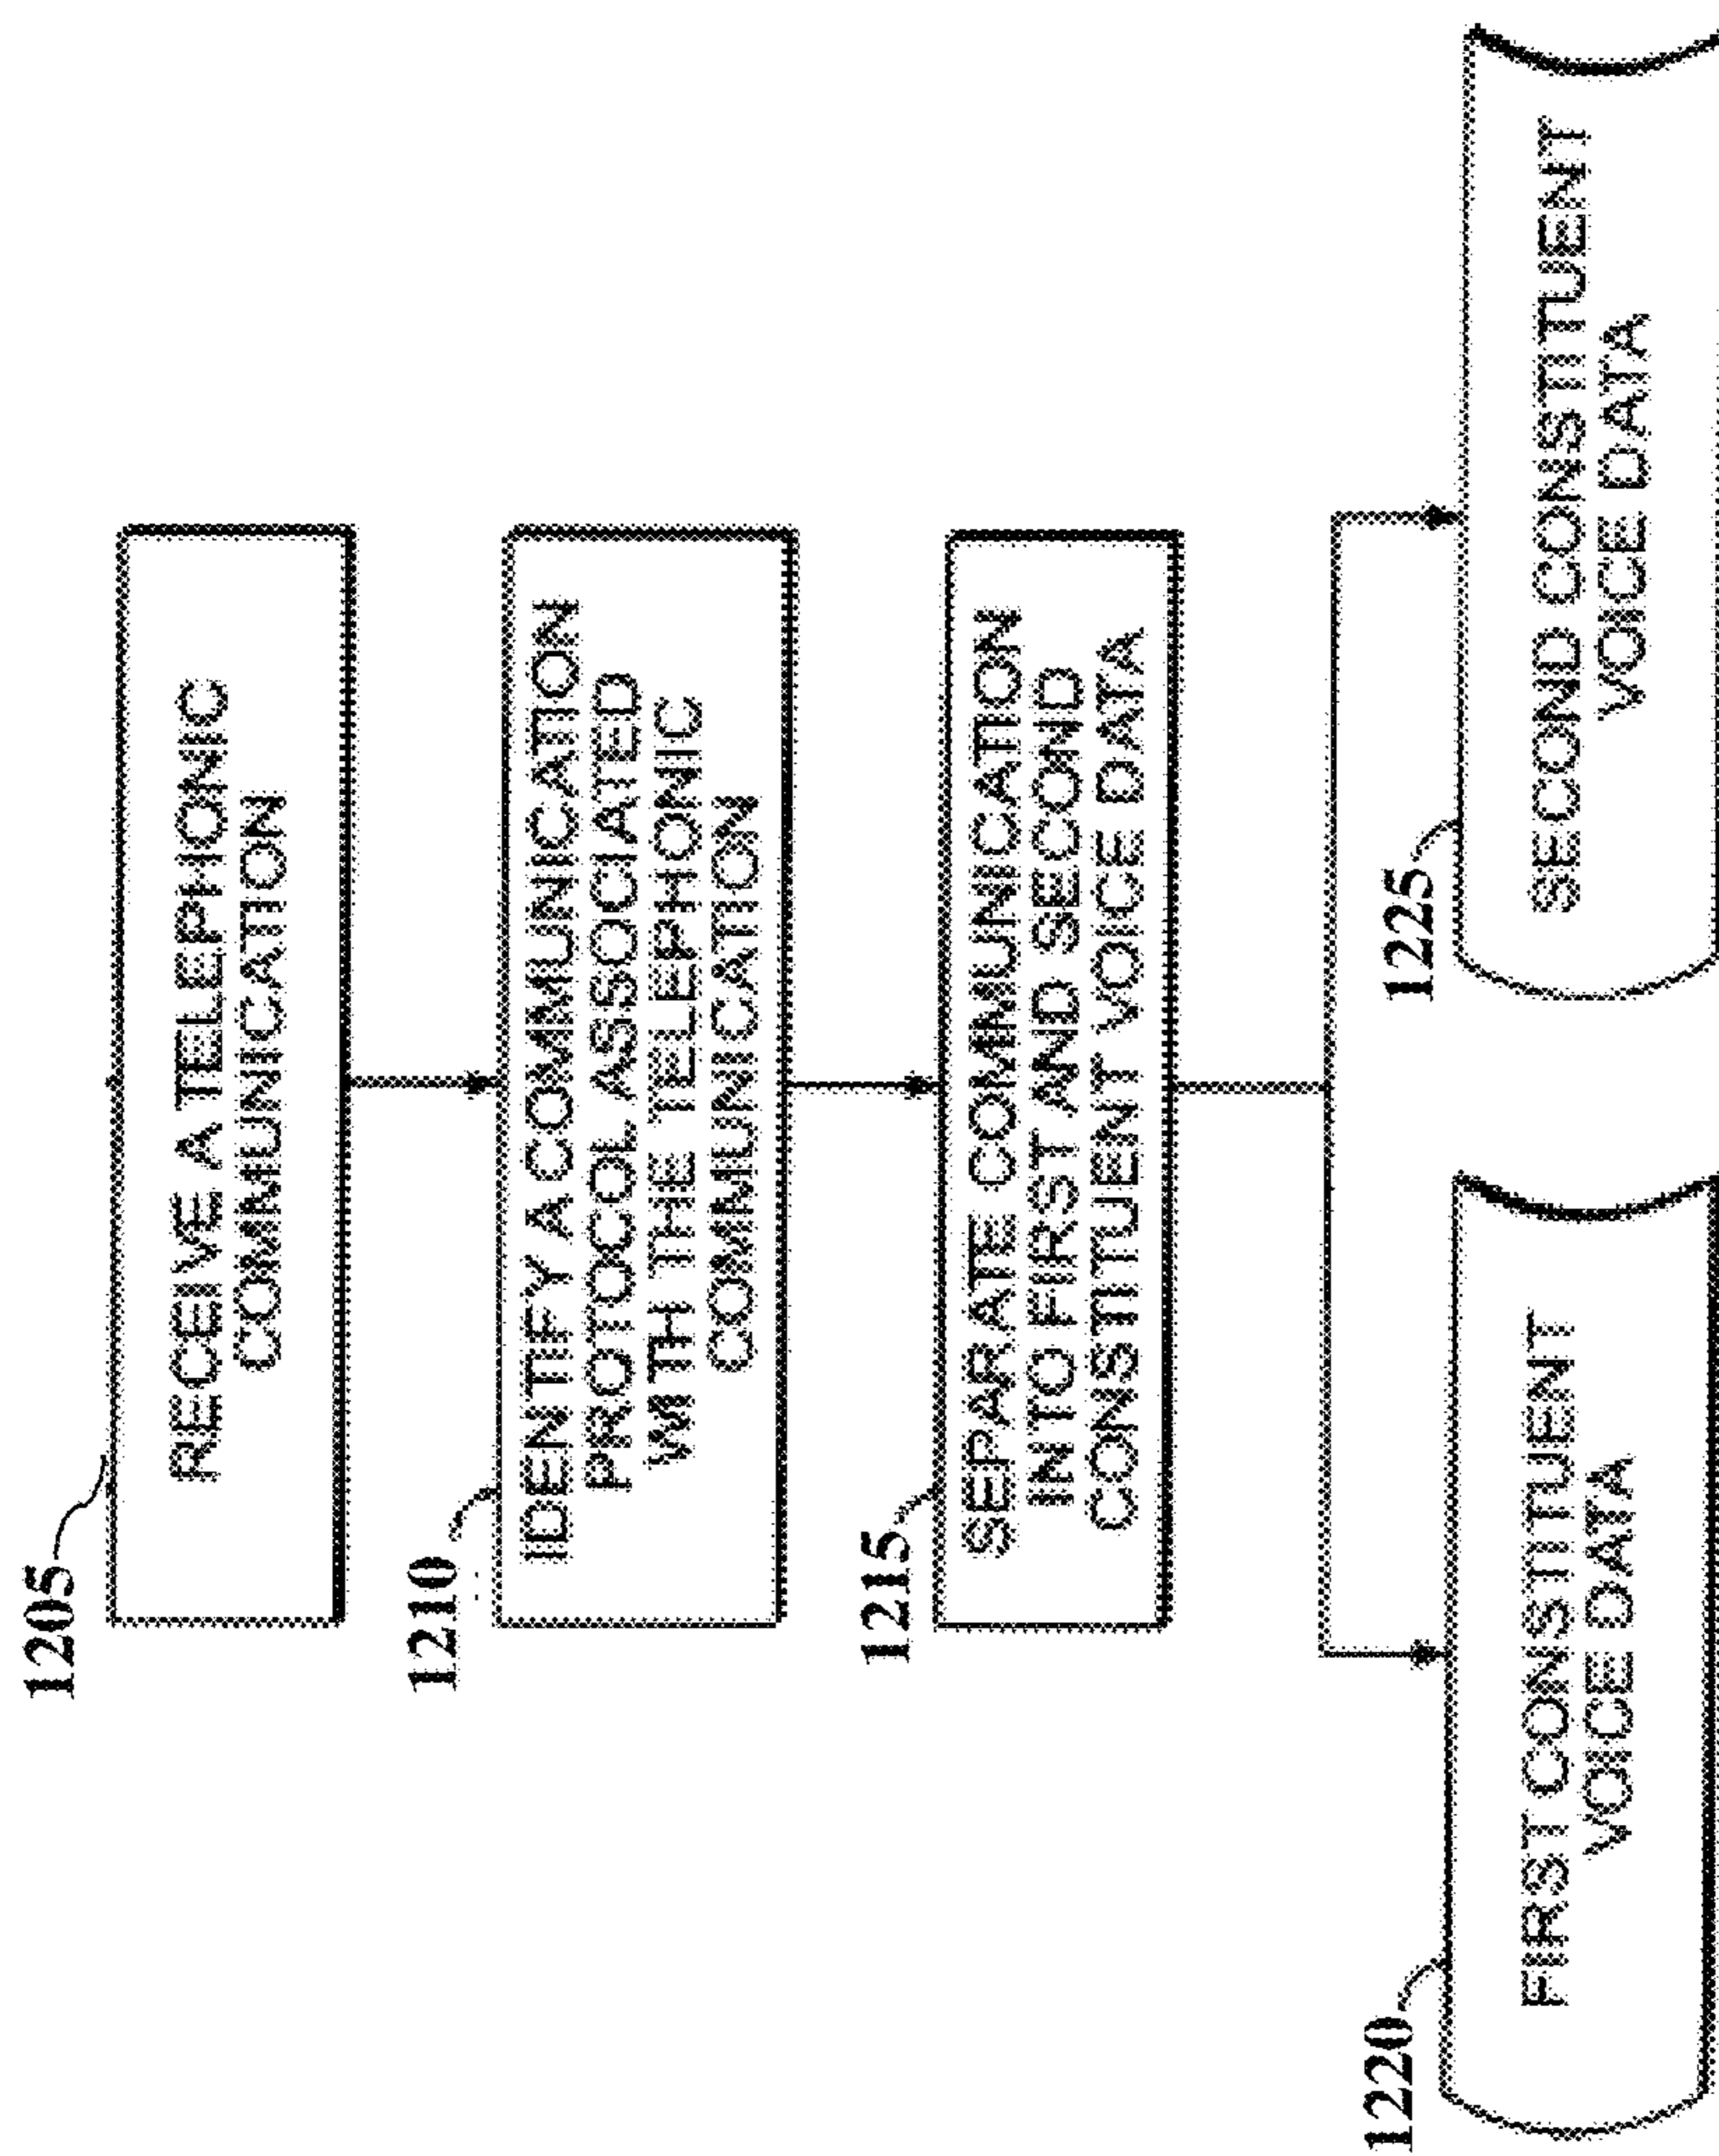 1205
RECEIVE A TELEPHONIC
COMMUNICATION
1210
IDENTIFY A COMMUNICATION
PROTOCOL ASSOCIATED
WITH THE TELEPHONIC
COMMUNICATION
1215
SEPARATE COMMUNICATION
INTO FIRST AND SECOND
CONSTITUENT VOICE DATA
1220
FIRST CONSTITUENT
VOICE DATA
1225
SECOND CONSTITUENT
VOICE DATA